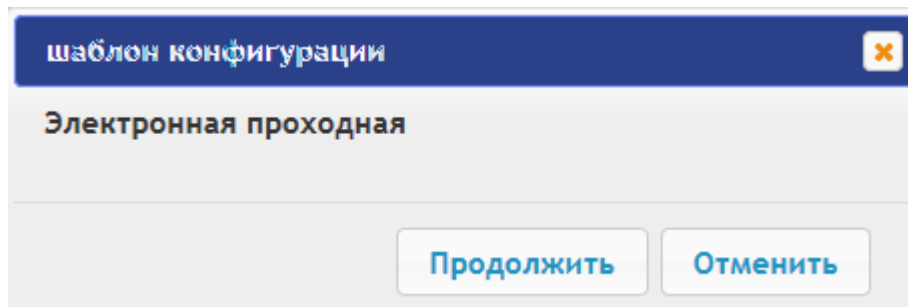 шаблон конфигурации
Электронная проходная
Продолжить Отменить